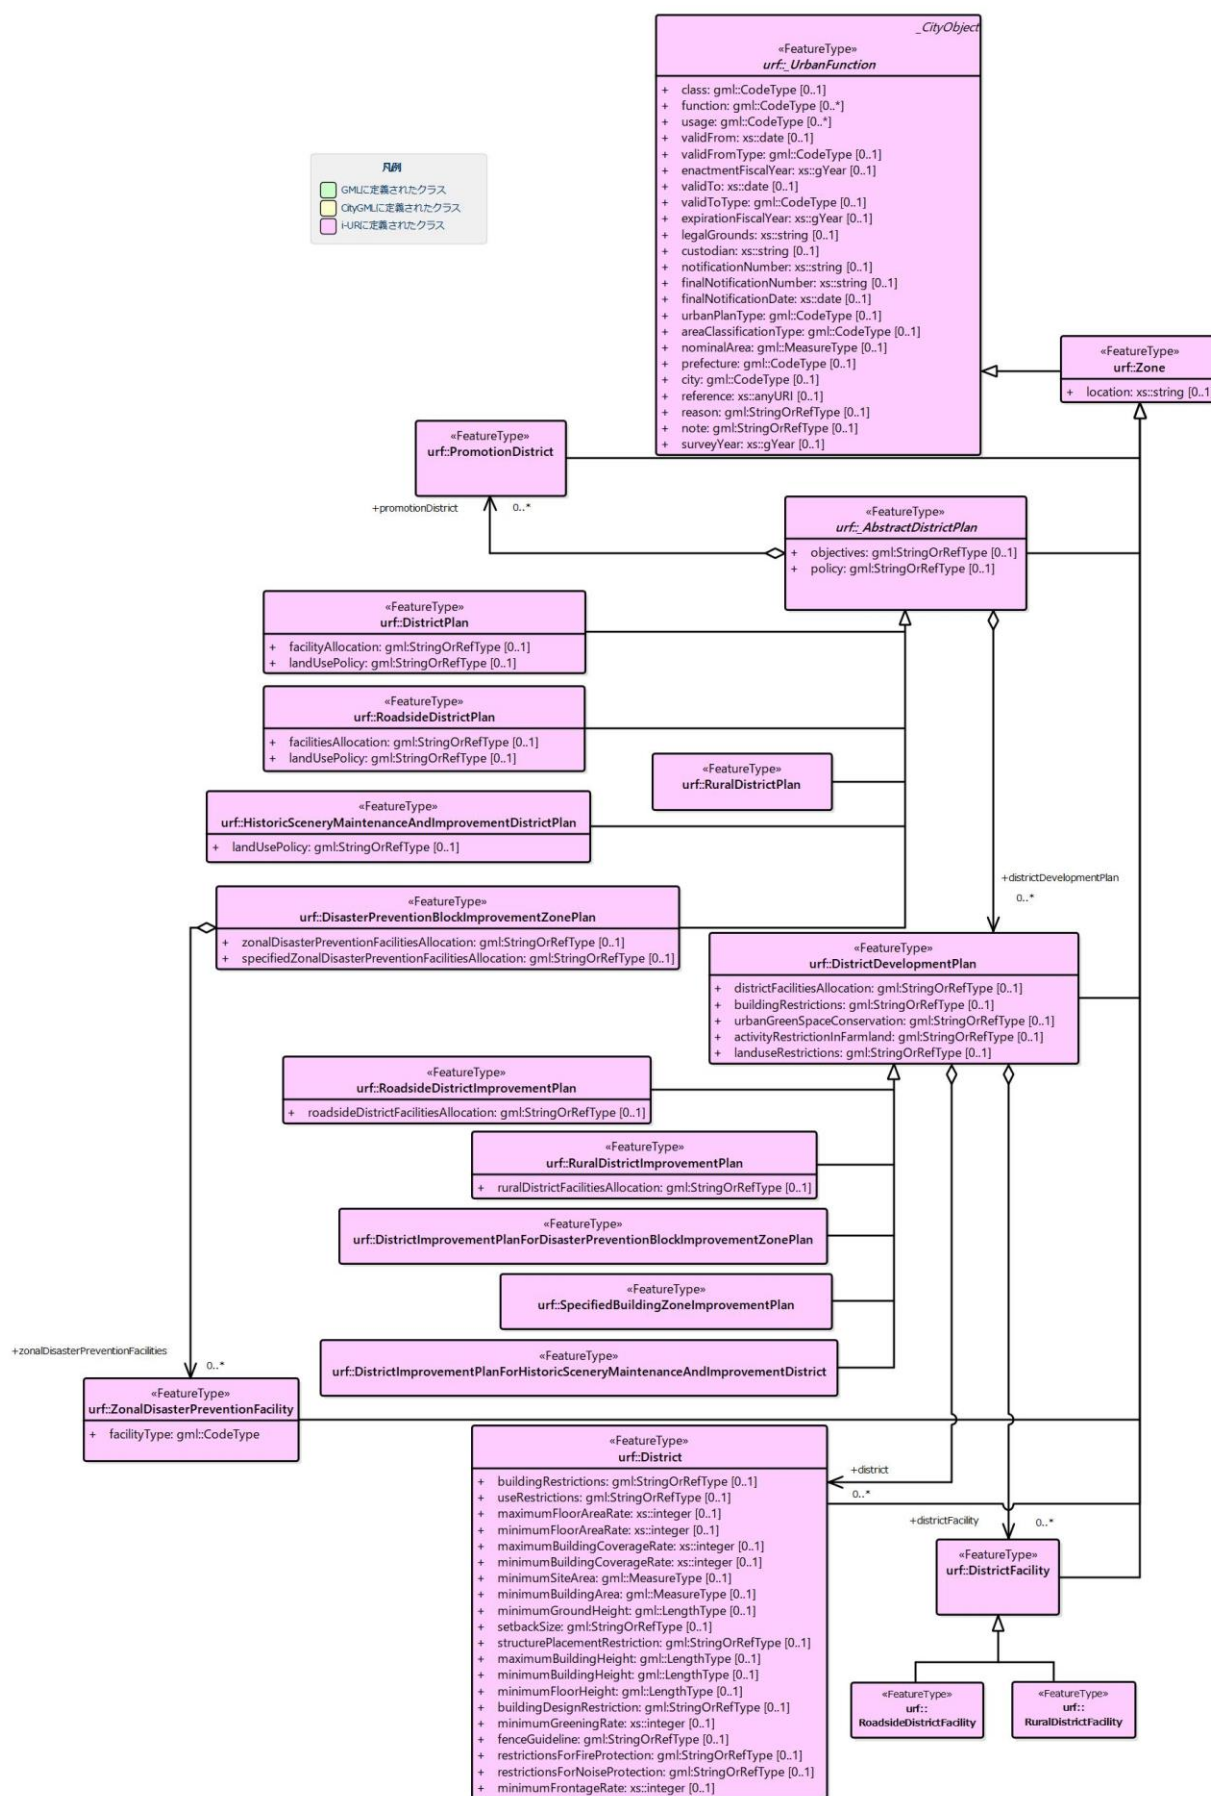 _CityObject
«FeatureType»
urf::_UrbanFunction
+ class: gml::CodeType [0..1]
+ function: gml::CodeType [0..*]
+ usage: gml::CodeType [0..*]
+ validFrom: xs::date [0..1]
+ validFromType: gml::CodeType [0..1]
+ enactmentFiscalYear: xs::gYear [0..1]
+ validTo: xs::date [0..1]
+ validToType: gml::CodeType [0..1]
+ expirationFiscalYear: xs::gYear [0..1]
+ legalGrounds: xs::string [0..1]
+ custodian: xs::string [0..1]
+ notificationNumber: xs::string [0..1]
+ finalNotificationNumber: xs::string [0..1]
+ finalNotificationDate: xs::date [0..1]
+ urbanPlanType: gml::CodeType [0..1]
+ areaClassificationType: gml::CodeType [0..1]
+ nominalArea: gml::MeasureType [0..1]
+ prefecture: gml::CodeType [0..1]
+ city: gml::CodeType [0..1]
+ reference: xs::anyURI [0..1]
+ reason: gml:StringOrRefType [0..1]
+ note: gml:StringOrRefType [0..1]
+ surveyYear: xs::gYear [0..1]
凡例
GMLに定義されたクラス
CityGMLに定義されたクラス
i-URに定義されたクラス
«FeatureType»
urf::Zone
+ location: xs::string [0..1
«FeatureType»
urf::PromotionDistrict
+promotionDistrict
0..*
«FeatureType»
urf::_AbstractDistrictPlan
+ objectives: gml:StringOrRefType [0..1]
+ policy: gml:StringOrRefType [0..1]
«FeatureType»
urf::DistrictPlan
+ facilityAllocation: gml:StringOrRefType [0..1]
+ landUsePolicy: gml:StringOrRefType [0..1]
«FeatureType»
urf::RoadsideDistrictPlan
+ facilitiesAllocation: gml:StringOrRefType [0..1]
+ landUsePolicy: gml:StringOrRefType [0..1]
«FeatureType»
urf::RuralDistrictPlan
«FeatureType»
urf::HistoricSceneryMaintenanceAndImprovementDistrictPlan
+ landUsePolicy: gml:StringOrRefType [0..1]
+districtDevelopmentPlan
0..*
«FeatureType»
urf::DisasterPreventionBlockImprovementZonePlan
+ zonalDisasterPreventionFacilitiesAllocation: gml:StringOrRefType [0..1]
+ specifiedZonalDisasterPreventionFacilitiesAllocation: gml:StringOrRefType [0..1]
«FeatureType»
urf::DistrictDevelopmentPlan
+ districtFacilitiesAllocation: gml:StringOrRefType [0..1]
+ buildingRestrictions: gml:StringOrRefType [0..1]
+ urbanGreenSpaceConservation: gml:StringOrRefType [0..1]
+ activityRestrictionInFarmland: gml:StringOrRefType [0..1]
+ landuseRestrictions: gml:StringOrRefType [0..1]
«FeatureType»
urf::RoadsideDistrictImprovementPlan
+ roadsideDistrictFacilitiesAllocation: gml:StringOrRefType [0..1]
«FeatureType»
urf::RuralDistrictImprovementPlan
+ ruralDistrictFacilitiesAllocation: gml:StringOrRefType [0..1]
«FeatureType»
urf::DistrictImprovementPlanForDisasterPreventionBlockImprovementZonePlan
«FeatureType»
urf::SpecifiedBuildingZoneImprovementPlan
«FeatureType»
urf::DistrictImprovementPlanForHistoricSceneryMaintenanceAndImprovementDistrict
+zonalDisasterPreventionFacilities
0..*
«FeatureType»
urf::ZonalDisasterPreventionFacility
+ facilityType: gml::CodeType
«FeatureType»
urf::District
+ buildingRestrictions: gml:StringOrRefType [0..1]
+ useRestrictions: gml:StringOrRefType [0..1]
+ maximumFloorAreaRate: xs::integer [0..1]
+ minimumFloorAreaRate: xs::integer [0..1]
+ maximumBuildingCoverageRate: xs::integer [0..1]
+ minimumBuildingCoverageRate: xs::integer [0..1]
+ minimumSiteArea: gml::MeasureType [0..1]
+ minimumBuildingArea: gml::MeasureType [0..1]
+ minimumGroundHeight: gml::LengthType [0..1]
+ setbackSize: gml:StringOrRefType [0..1]
+ structurePlacementRestriction: gml:StringOrRefType [0..1]
+ maximumBuildingHeight: gml::LengthType [0..1]
+ minimumBuildingHeight: gml::LengthType [0..1]
+ minimumFloorHeight: gml::LengthType [0..1]
+ buildingDesignRestriction: gml:StringOrRefType [0..1]
+ minimumGreeningRate: xs::integer [0..1]
+ fenceGuideline: gml:StringOrRefType [0..1]
+ restrictionsForFireProtection: gml:StringOrRefType [0..1]
+ restrictionsForNoiseProtection: gml:StringOrRefType [0..1]
+ minimumFrontageRate: xs::integer [0..1]
+district
0..*
+districtFacility
0..*
«FeatureType»
urf::DistrictFacility
«FeatureType»
urf::
RoadsideDistrictFacility
«FeatureType»
urf::
RuralDistrictFacility